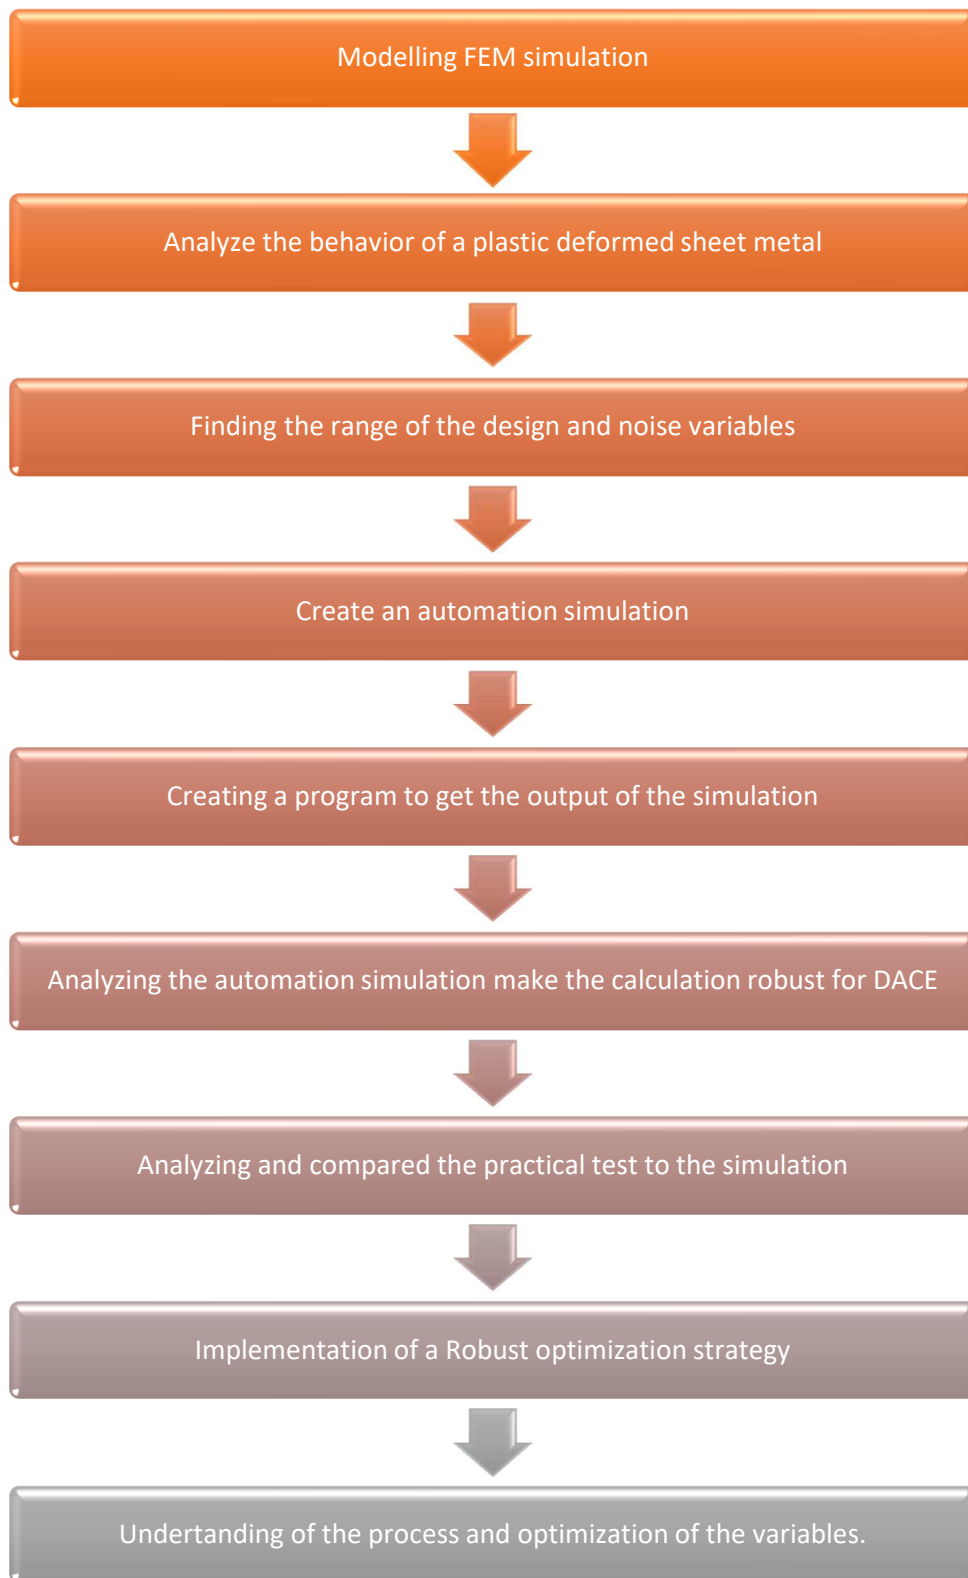 Modelling FEM simulation
Analyze the behavior of a plastic deformed sheet metal
Finding the range of the design and noise variables
Create an automation simulation
Creating a program to get the output of the simulation
Analyzing the automation simulation make the calculation robust for DACE
Analyzing and compared the practical test to the simulation
Implementation of a Robust optimization strategy
Undertanding of the process and optimization of the variables.